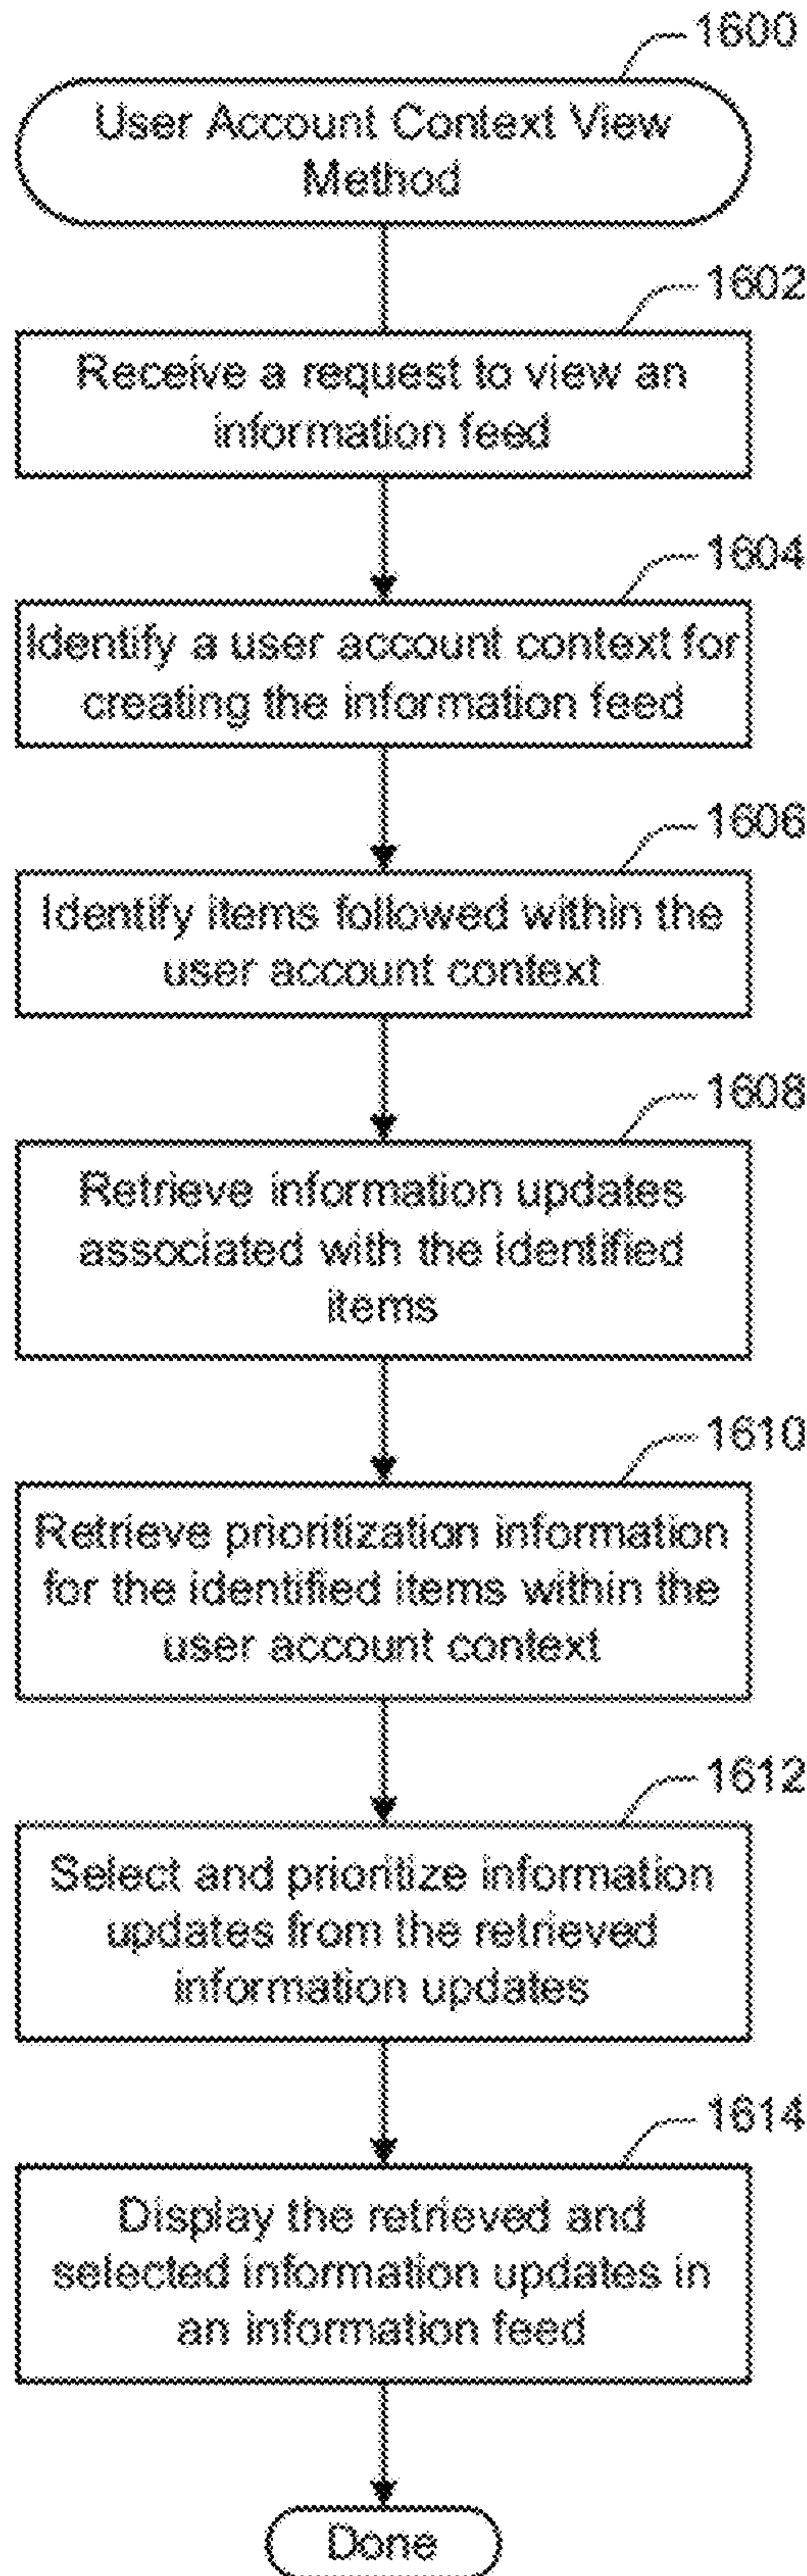 1600
User Account Context View
Method
1602
Receive a request to view an
information feed
1604
Identify a user account context for
creating the information feed
1606
Identify items followed within the
user account context
1608
Retrieve information updates
associated with the identified
items
1610
Retrieve prioritization information
for the identified items within the
user account context
1612
Select and prioritize information
updates from the retrieved
information updates
1614
Display the retrieved and
selected information updates in
an information feed
Done